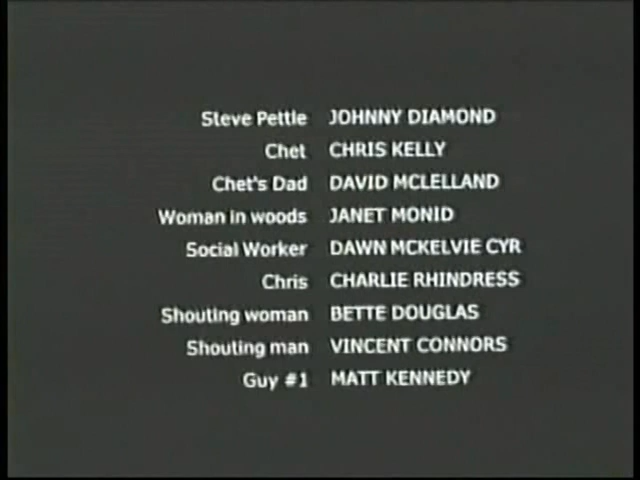 Steve Pettle JOHNNY DIAMOND
Chet CHRIS KELLY
Chet's Dad DAVID MCLELLAND
Woman in woods JANET MONID
Social Worker DAWN MCKELVIE CYR
Chris CHARLIE RHINDRESS
Shouting woman BETTE DOUGLAS
Shouting man VINCENT CONNORS
Guy #1 MATT KENNEDY